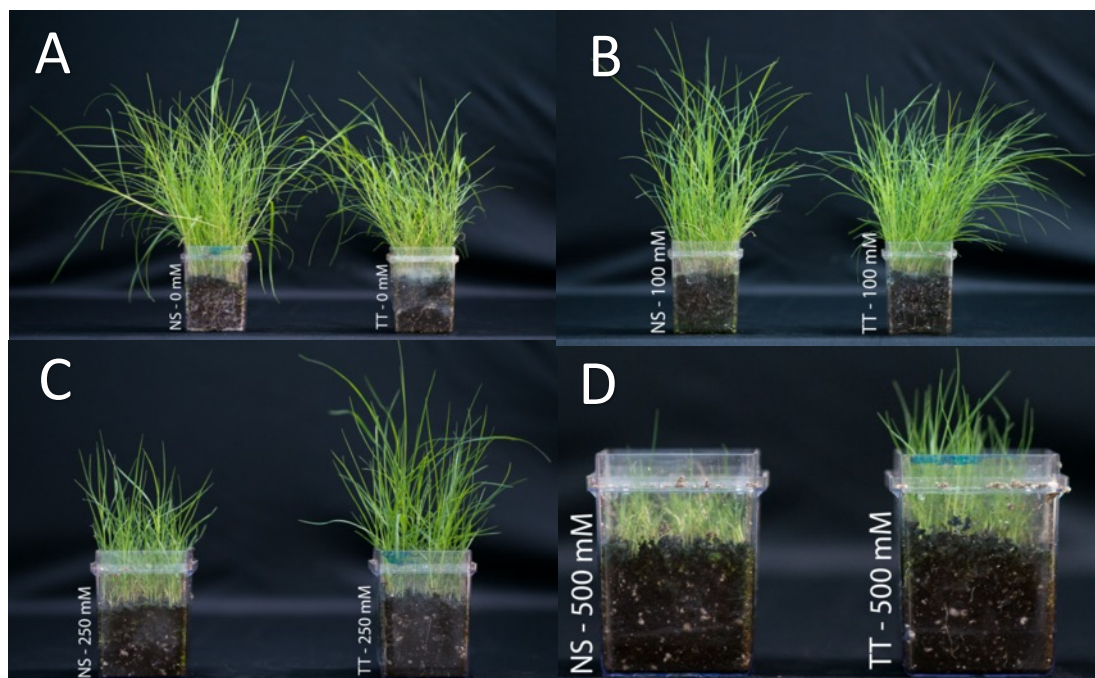 A
NS - 0 mM
TT - 0 mM
B
NS - 100 mM
TT - 100 mM
C
NS - 250 mM
TT - 250 mM
D
NS - 500 mM
TT - 500 mM